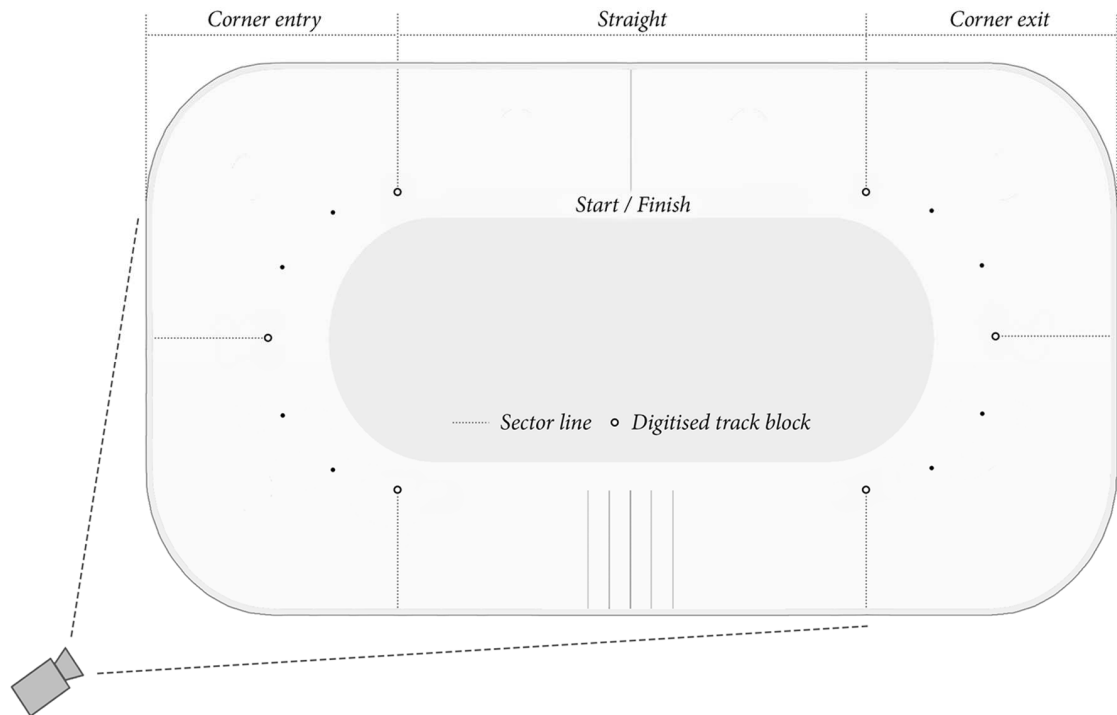 Corner entry
Straight
Corner exit
Start / Finish
Sector line
Digitised track block